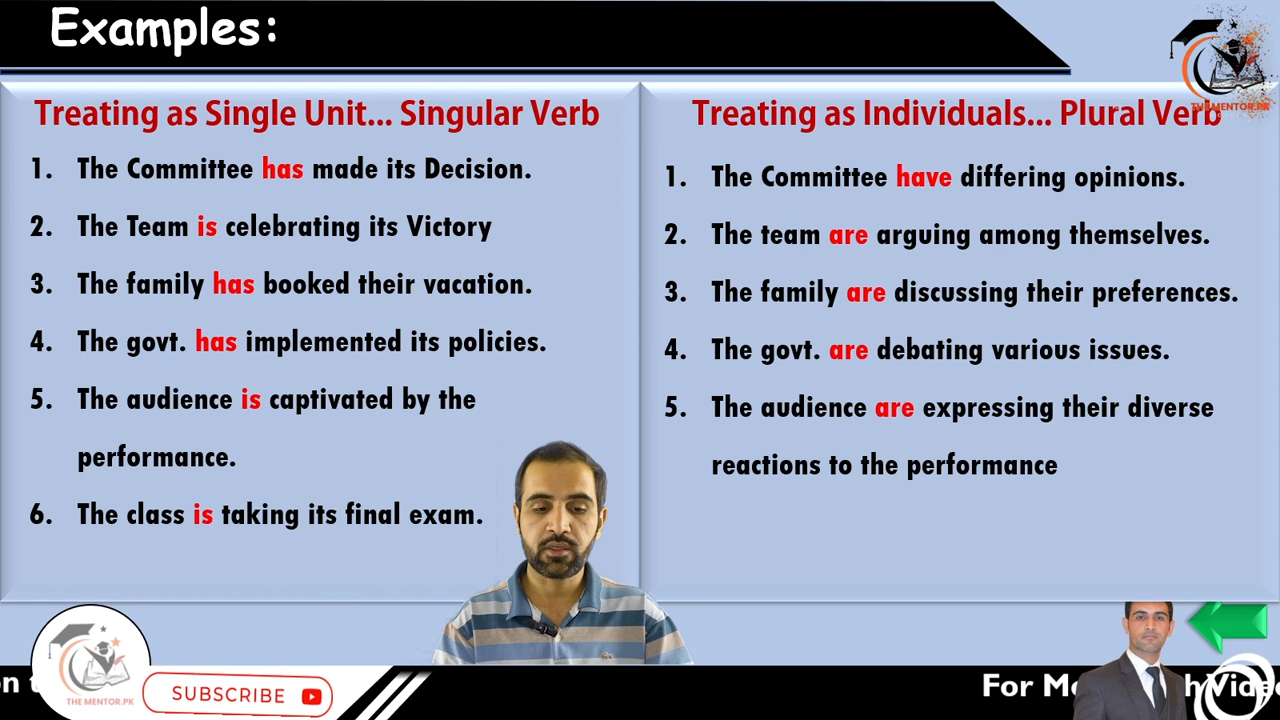 Examples:
THE MENTOR.PK
Treating as Single Unit... Singular Verb
1. The Committee has made its Decision.
2. The Team is celebrating its Victory
3. The family has booked their vacation.
4. The govt. has implemented its policies.
5. The audience is captivated by the
performance.
6. The class is taking its final exam.
Treating as Individuals... Plural Verb
1. The Committee have differing opinions.
2. The team are arguing among themselves.
3. The family are discussing their preferences.
4. The govt. are debating various issues.
5. The audience are expressing their diverse
reactions to the performance
THE MENTOR.PK
SUBSCRIBE
For